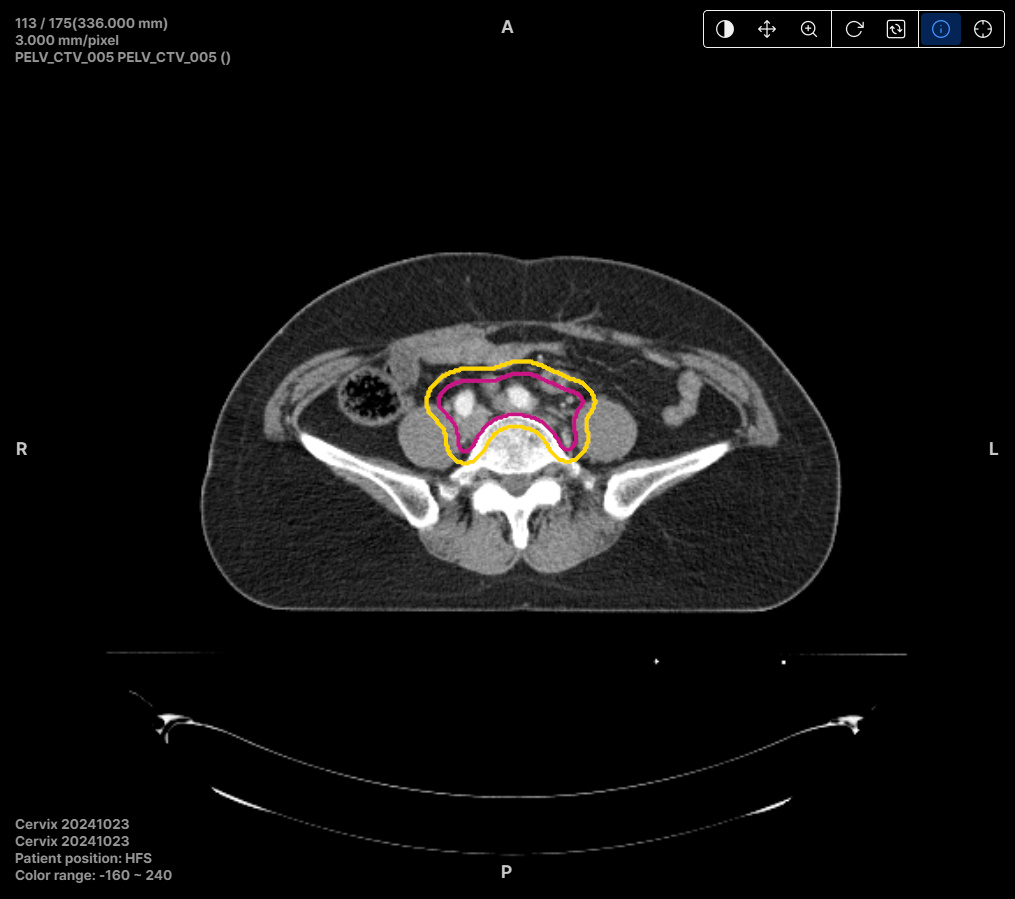 113 / 175(336.000 mm)
3.000 mm/pixel
PELV_CTV_005 PELV_CTV_005 ()
A
R
L
Cervix 20241023
Cervix 20241023
Patient position: HFS
Color range: -160 ~ 240
P